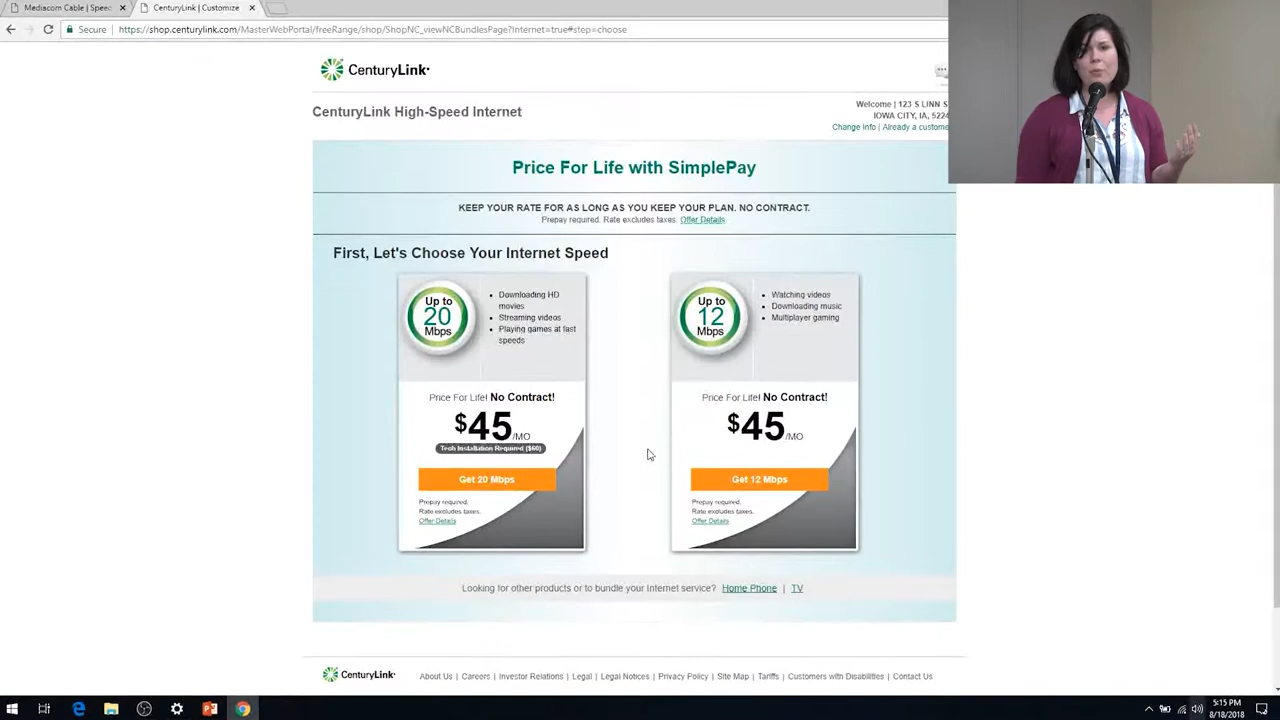 Mediacom Cable | Speed
CenturyLink | Customize
Secure
https://shop.centurylink.com/MasterWebPortal/freeRange/shop/ShopNC_viewNCBundlesPage?Internet=true#step=choose
CenturyLink
CenturyLink High-Speed Internet
Welcome | 123 S LINN S
IOWA CITY, IA, 5224
Change Info | Already a custome
Price For Life with SimplePay
KEEP YOUR RATE FOR AS LONG AS YOU KEEP YOUR PLAN. NO CONTRACT.
Prepay required. Rate excludes taxes. Offer Details
First, Let's Choose Your Internet Speed
Up to
20
Mbps
Downloading HD
movies
Streaming videos
Playing games at fast
speeds
Price For Life! No Contract!
$45/MO
Tech Installation Required ($60)
Get 20 Mbps
Prepay required.
Rate excludes taxes.
Offer Details
Up to
12
Mbps
Watching videos
Downloading music
Multiplayer gaming
Price For Life! No Contract!
$45/MO
Get 12 Mbps
Prepay required.
Rate excludes taxes.
Offer Details
Looking for other products or to bundle your Internet service? Home Phone | TV
CenturyLink
About Us | Careers | Investor Relations | Legal | Legal Notices | Privacy Policy | Site Map | Tariffs | Customers with Disabilities | Contact Us
5:15 PM
8/18/2018